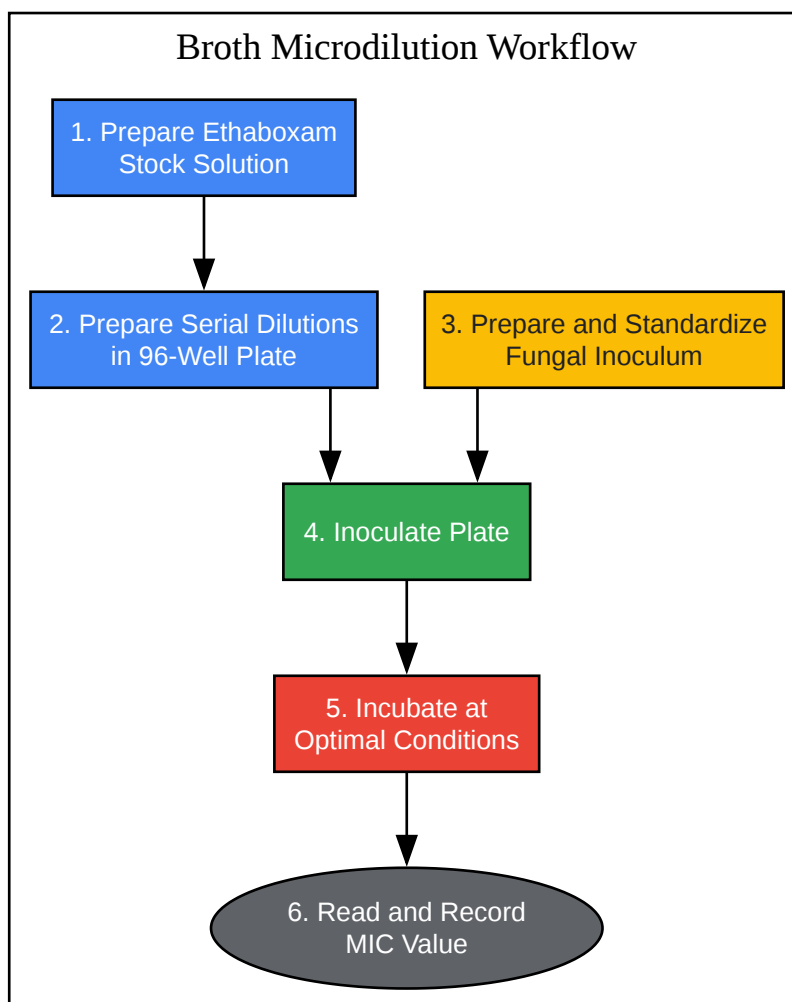 Broth Microdilution Workflow
1. Prepare Ethaboxam
Stock Solution
2. Prepare Serial Dilutions
in 96-Well Plate
3. Prepare and Standardize
Fungal Inoculum
4. Inoculate Plate
5. Incubate at
Optimal Conditions
6. Read and Record
MIC Value